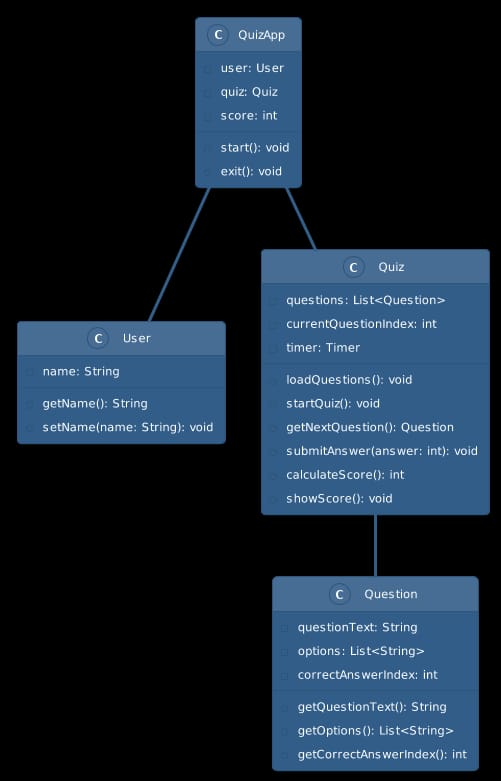 C QuizApp
user: User
quiz: Quiz
score: int
start(): void
exit(): void
C User
name: String
getName(): String
setName(name: String): void
C Quiz
questions: List<Question>
currentQuestionIndex: int
timer: Timer
loadQuestions(): void
startQuiz(): void
getNextQuestion(): Question
submitAnswer(answer: int): void
calculateScore(): int
showScore(): void
C Question
questionText: String
options: List<String>
correctAnswerIndex: int
getQuestionText(): String
getOptions(): List<String>
getCorrectAnswerIndex(): int